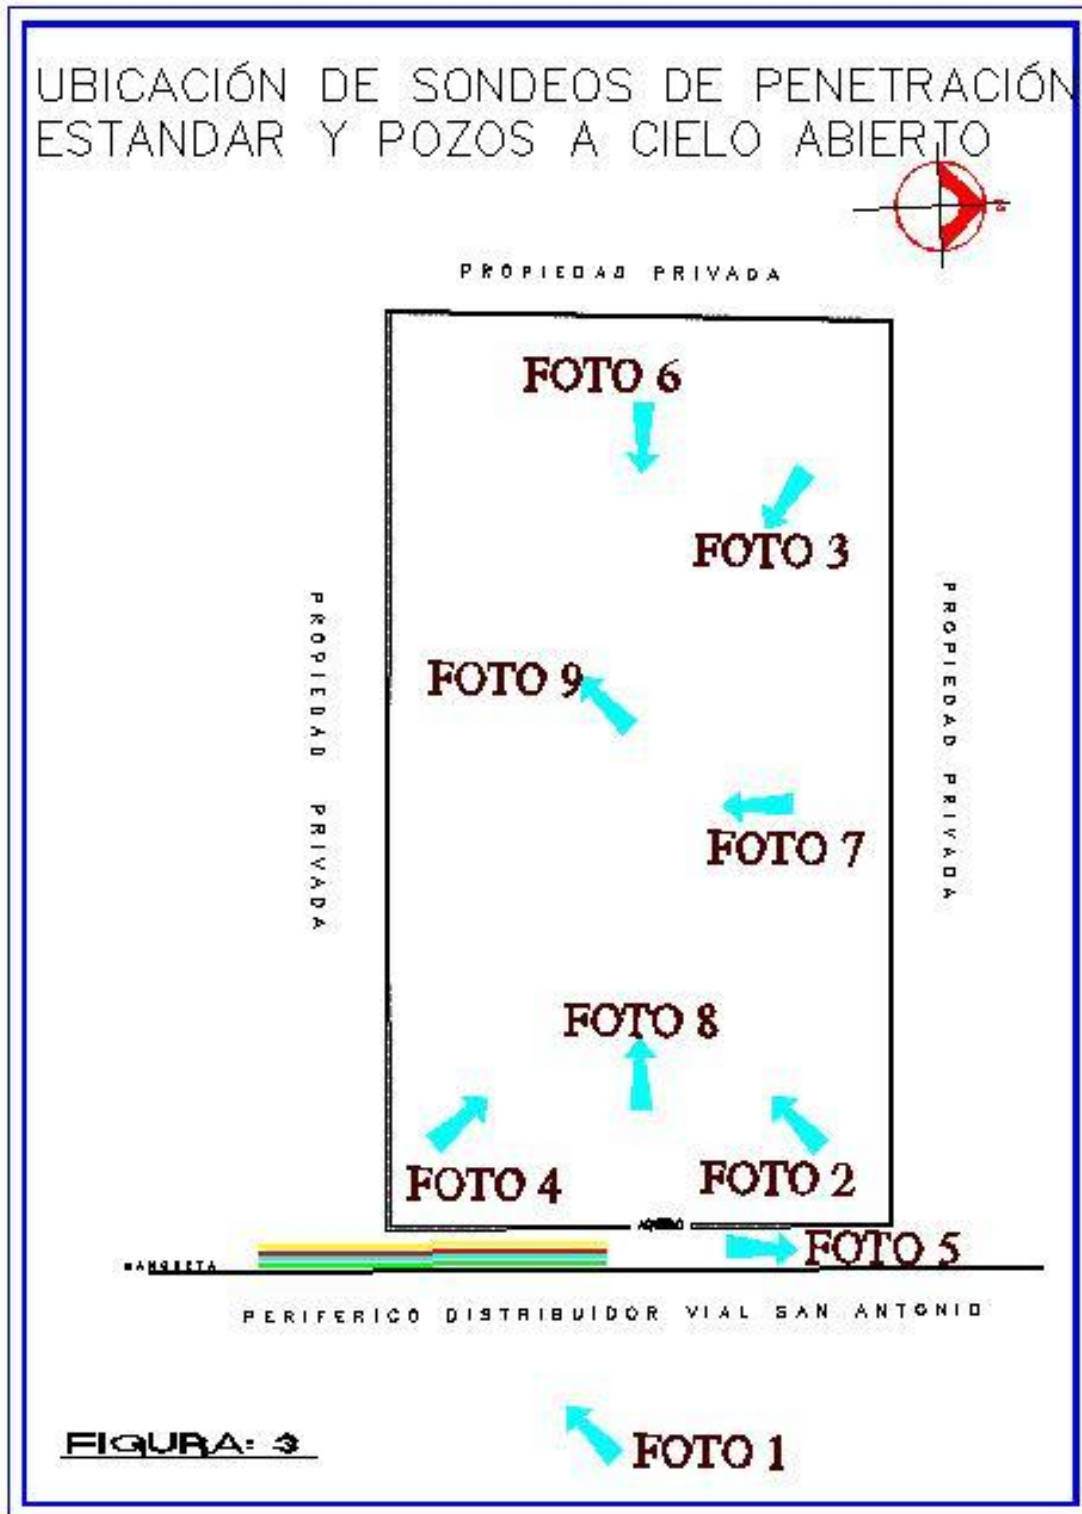 UBICACIÓN DE SONDEOS DE PENETRACIÓN
ESTANDAR Y POZOS A CIELO ABIERTO
PROPIEDAD PRIVADA
FOTO 6
FOTO 3
PROPIEDAD PRIVADA
PROPIEDAD PRIVADA
FOTO 9
FOTO 7
FOTO 8
FOTO 4
FOTO 2
FOTO 5
BANQUETA
PERIFERICO DISTRIBUIDOR VIAL SAN ANTONIO
FIGURA: 3
FOTO 1